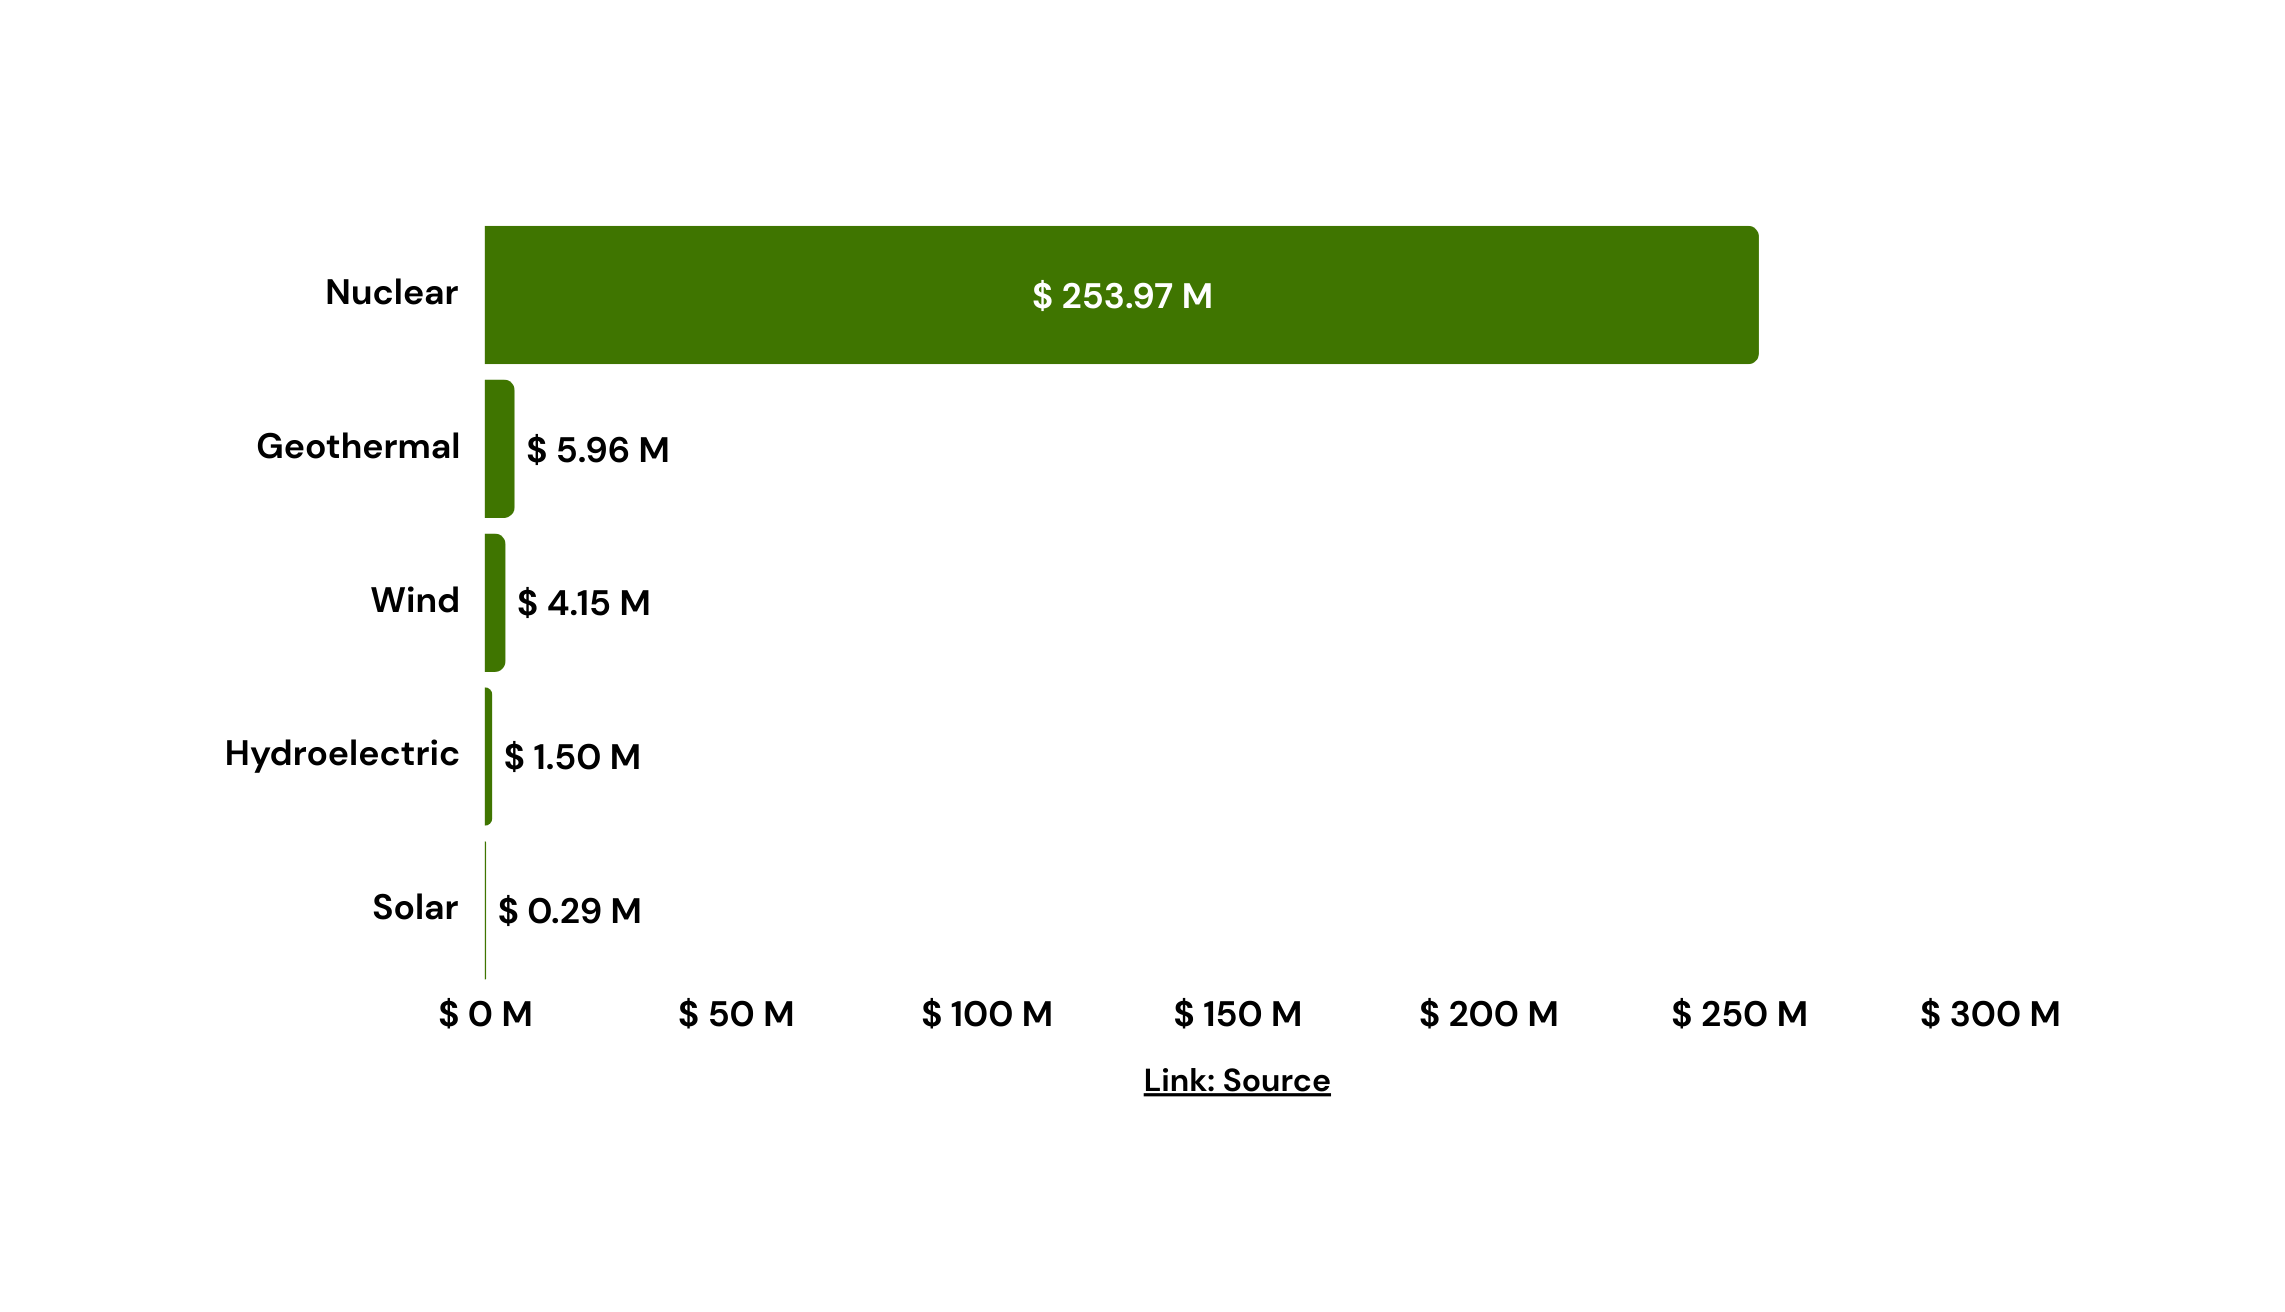 Nuclear
$ 253.97 M
Geothermal
$ 5.96 M
Wind
$ 4.15 M
Hydroelectric
$ 1.50 M
Solar
$ 0.29 M
$ 0 M
$ 50 M
$ 100 M
$ 150 M
$ 200 M
$ 250 M
$ 300 M
Link: Source